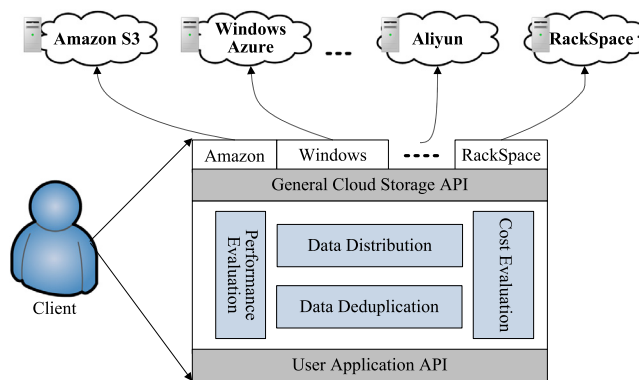 Amazon S3
Windows
Azure
Aliyun
RackSpace
Amazon
Windows
RackSpace
General Cloud Storage API
Performance
Evaluation
Data Distribution
Data Deduplication
Cost Evaluation
User Application API
Client